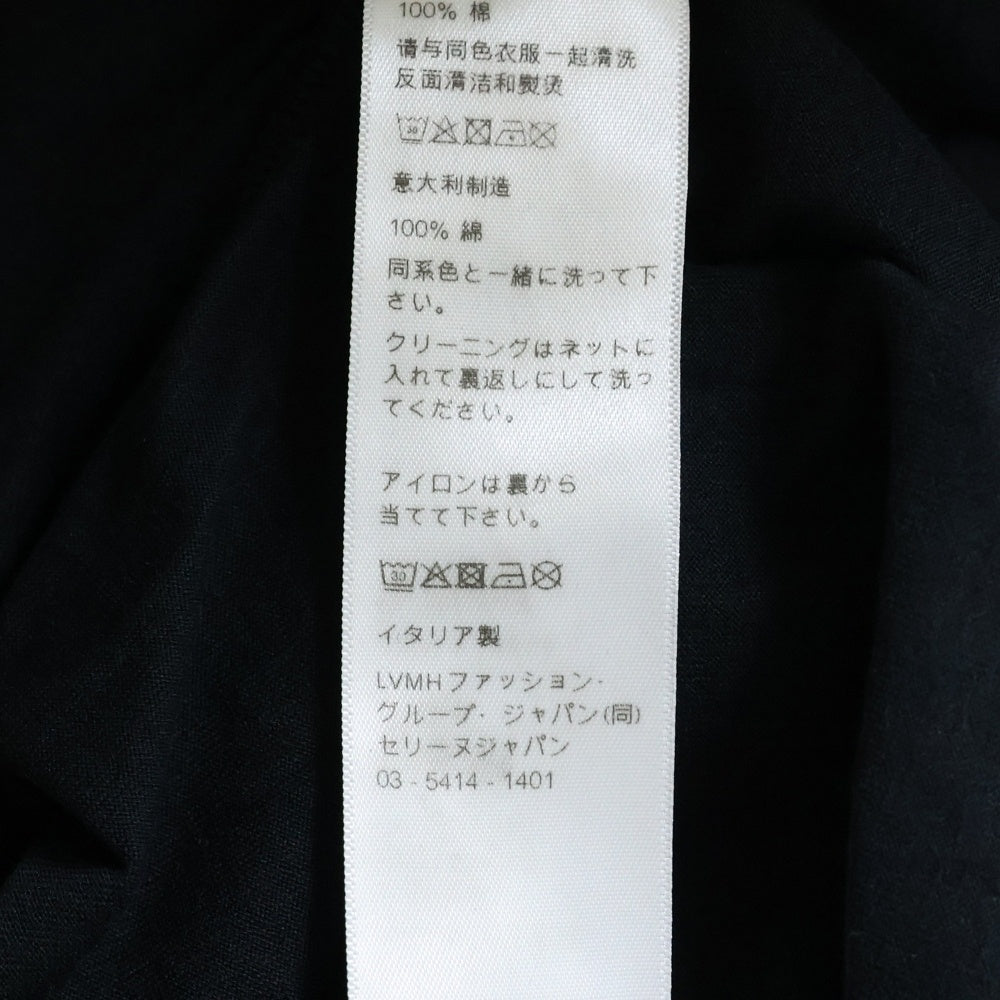 100% 棉
请与同色衣服一起清洗
反面清洁和熨烫
30
意大利制造
100% 綿
同系色と一緒に洗って下
さい。
クリーニングはネットに
入れて裏返しにして洗っ
てください。
アイロンは裏から
当てて下さい。
30
イタリア製
LVMHファッション·
グループ· ジャパン(同)
セリーヌジャパン
03 - 5414 - 1401